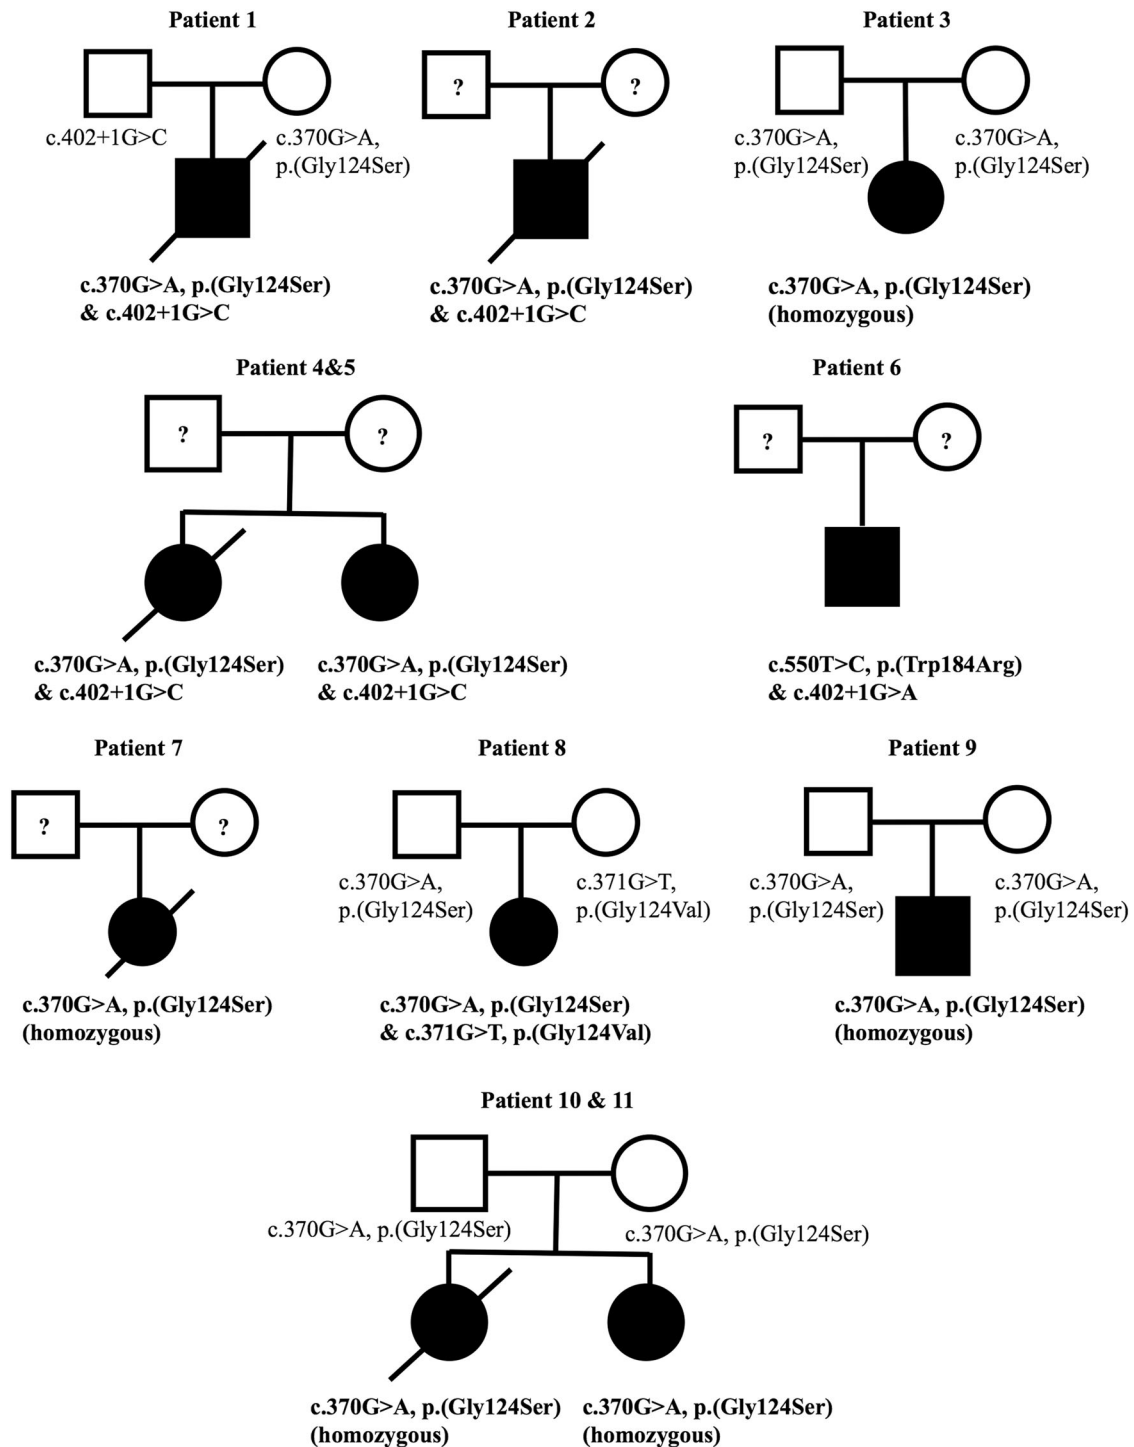 Patient 1
Patient 2
Patient 3
?
?
c.402+1G>C
c.370G>A,
p.(Gly124Ser)
c.370G>A,
p.(Gly124Ser)
c.370G>A,
p.(Gly124Ser)
c.370G>A, p.(Gly124Ser)
& c.402+1G>C
c.370G>A, p.(Gly124Ser)
& c.402+1G>C
c.370G>A, p.(Gly124Ser)
(homozygous)
Patient 4&5
Patient 6
?
?
?
?
c.370G>A, p.(Gly124Ser)
& c.402+1G>C
c.370G>A, p.(Gly124Ser)
& c.402+1G>C
c.550T>C, p.(Trp184Arg)
& c.402+1G>A
Patient 7
Patient 8
Patient 9
?
?
c.370G>A,
p.(Gly124Ser)
c.371G>T,
p.(Gly124Val)
c.370G>A,
p.(Gly124Ser)
c.370G>A,
p.(Gly124Ser)
c.370G>A, p.(Gly124Ser)
(homozygous)
c.370G>A, p.(Gly124Ser)
& c.371G>T, p.(Gly124Val)
c.370G>A, p.(Gly124Ser)
(homozygous)
Patient 10 & 11
c.370G>A, p.(Gly124Ser)
c.370G>A, p.(Gly124Ser)
c.370G>A, p.(Gly124Ser)
(homozygous)
c.370G>A, p.(Gly124Ser)
(homozygous)